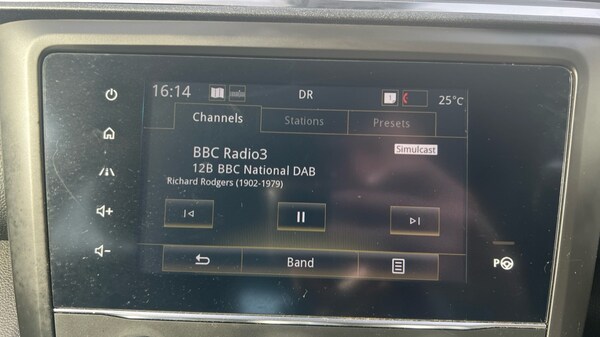 16:14 DR 1 25°C
Channels Stations Presets
BBC Radio3 Simulcast
12B BBC National DAB
Richard Rodgers (1902-1979)
Band
P